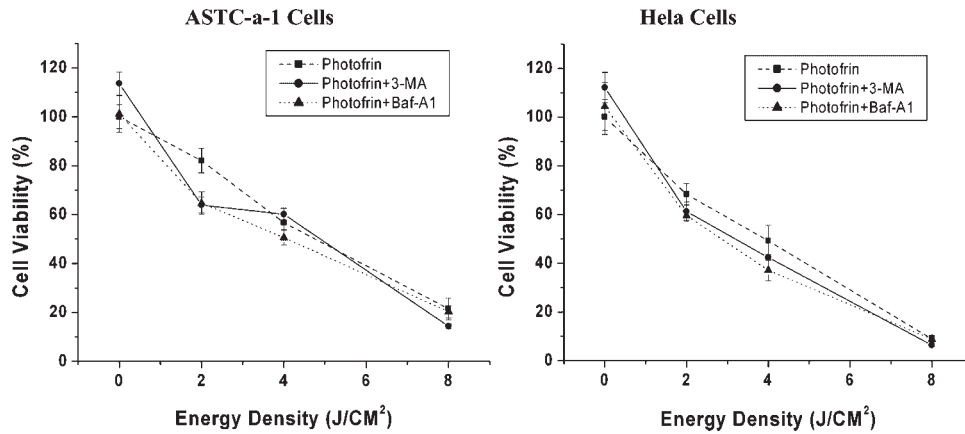 ASTC-a-1 Cells
Photofrin
Photofrin+3-MA
Photofrin+Baf-A1
120
100
80
60
40
20
0
Cell Viability (%)
0 2 4 8
Energy Density (J/CM²)
Hela Cells
Photofrin
Photofrin+3-MA
Photofrin+Baf-A1
120
100
80
60
40
20
0
Cell Viability (%)
0 2 4 8
Energy Density (J/CM²)